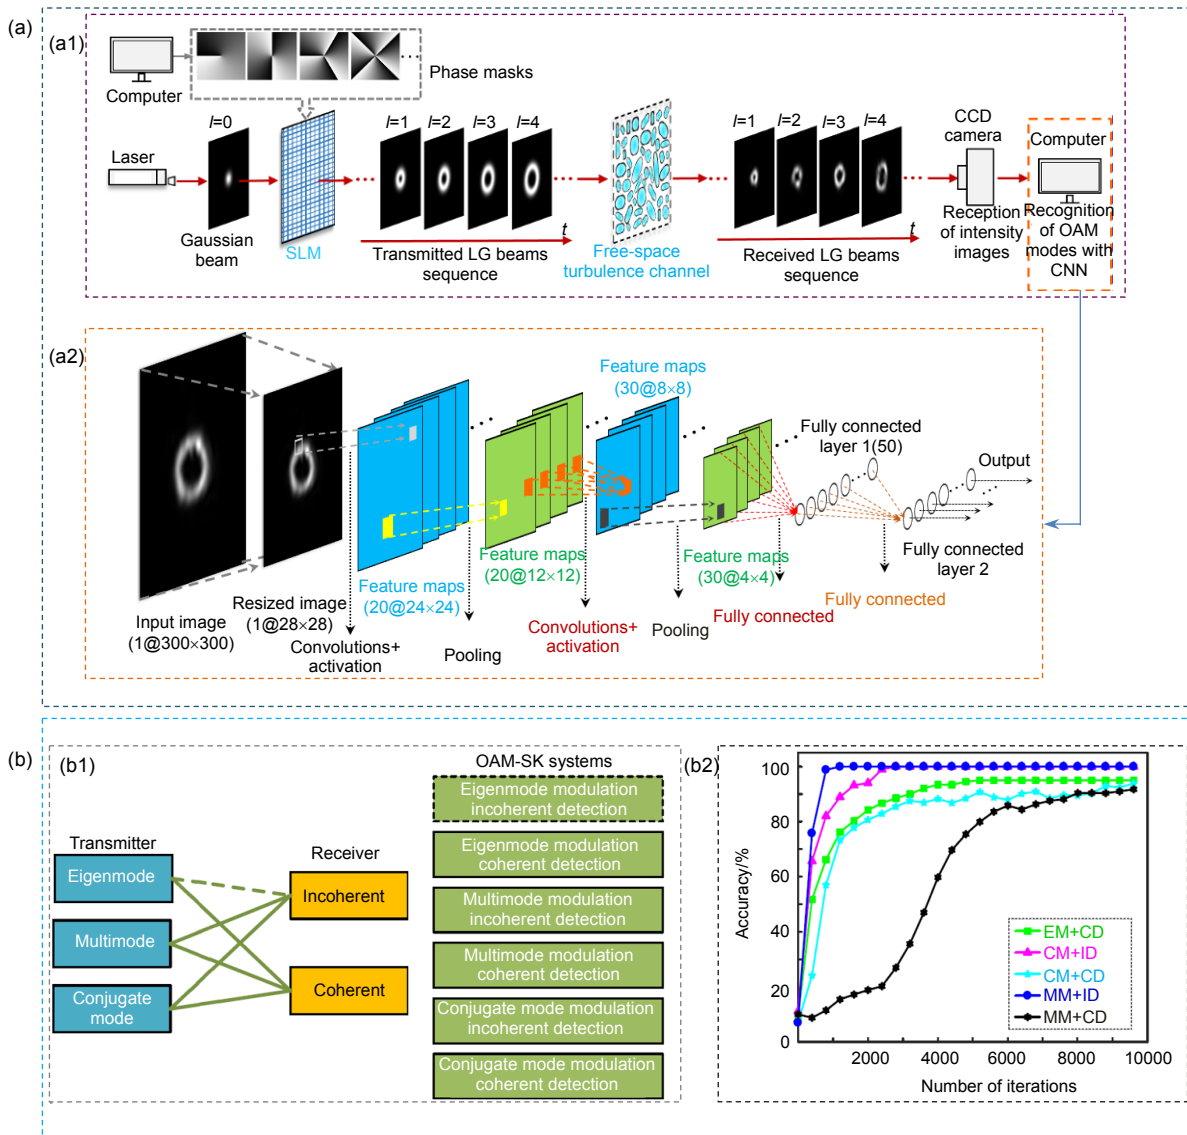 (a)
(a1)
Computer
Phase masks
l=0
l=1
l=2
l=3
l=4
l=1
l=2
l=3
l=4
CCD
camera
Computer
Laser
Gaussian
beam
SLM
t
Transmitted LG beams
sequence
Free-space
turbulence channel
t
Received LG beams
sequence
Reception
of intensity
images
Recognition
of OAM
modes with
CNN
(a2)
Feature maps
(30@8×8)
Fully connected
layer 1(50)
Output
Fully connected
layer 2
Feature maps
(20@12×12)
Feature maps
(30@4×4)
Feature maps
(20@24×24)
Resized image
(1@28×28)
Input image
(1@300×300)
Convolutions+
activation
Pooling
Convolutions+
activation
Pooling
Fully connected
Fully connected
(b)
(b1)
Transmitter
Eigenmode
Multimode
Conjugate
mode
Receiver
Incoherent
Coherent
OAM-SK systems
Eigenmode modulation
incoherent detection
Eigenmode modulation
coherent detection
Multimode modulation
incoherent detection
Multimode modulation
coherent detection
Conjugate mode modulation
incoherent detection
Conjugate mode modulation
coherent detection
(b2)
Accuracy/%
100
80
60
40
20
0
2000
4000
6000
8000
10000
Number of iterations
EM+CD
CM+ID
CM+CD
MM+ID
MM+CD